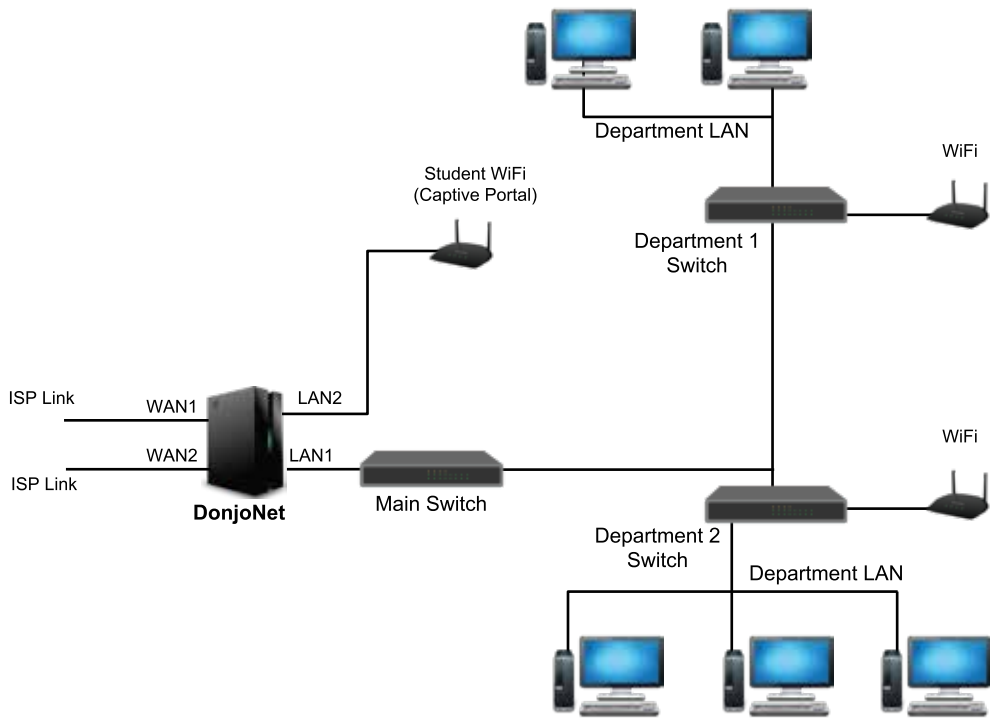 Department LAN
WiFi
Student WiFi
(Captive Portal)
Department 1
Switch
ISP Link
WAN1
LAN2
WiFi
WAN2
LAN1
ISP Link
Main Switch
DonjoNet
Department 2
Switch
Department LAN